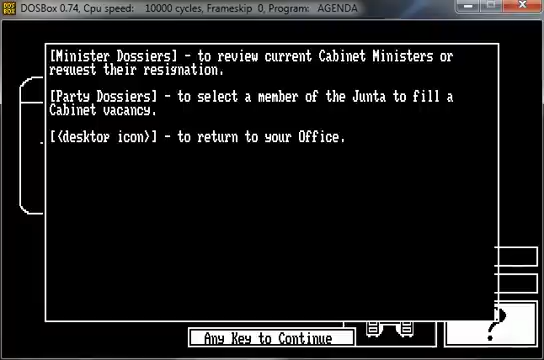 DOSBox 0.74, Cpu speed: 10000 cycles, Frameskip 0, Program: AGENDA
[Minister Dossiers] - to review current Cabinet Ministers or
request their resignation.
[Party Dossiers] - to select a member of the Junta to fill a
Cabinet vacancy.
[<desktop icon>] - to return to your Office.
Any Key to Continue
?